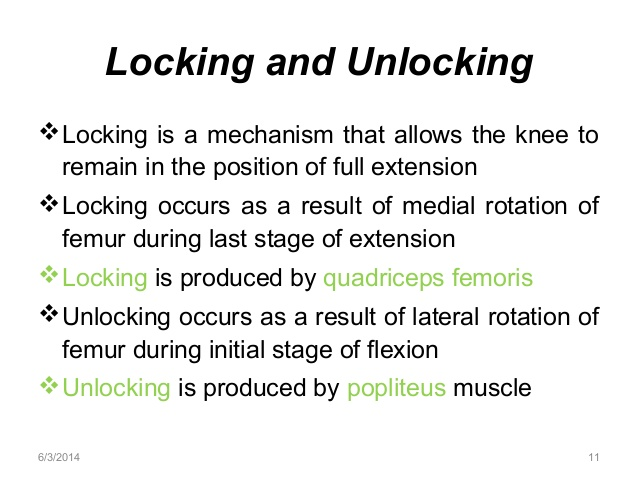 Locking and Unlocking
❖Locking is a mechanism that allows the knee to
remain in the position of full extension
❖Locking occurs as a result of medial rotation of
femur during last stage of extension
❖Locking is produced by quadriceps femoris
❖Unlocking occurs as a result of lateral rotation of
femur during initial stage of flexion
❖Unlocking is produced by popliteus muscle
6/3/2014
11